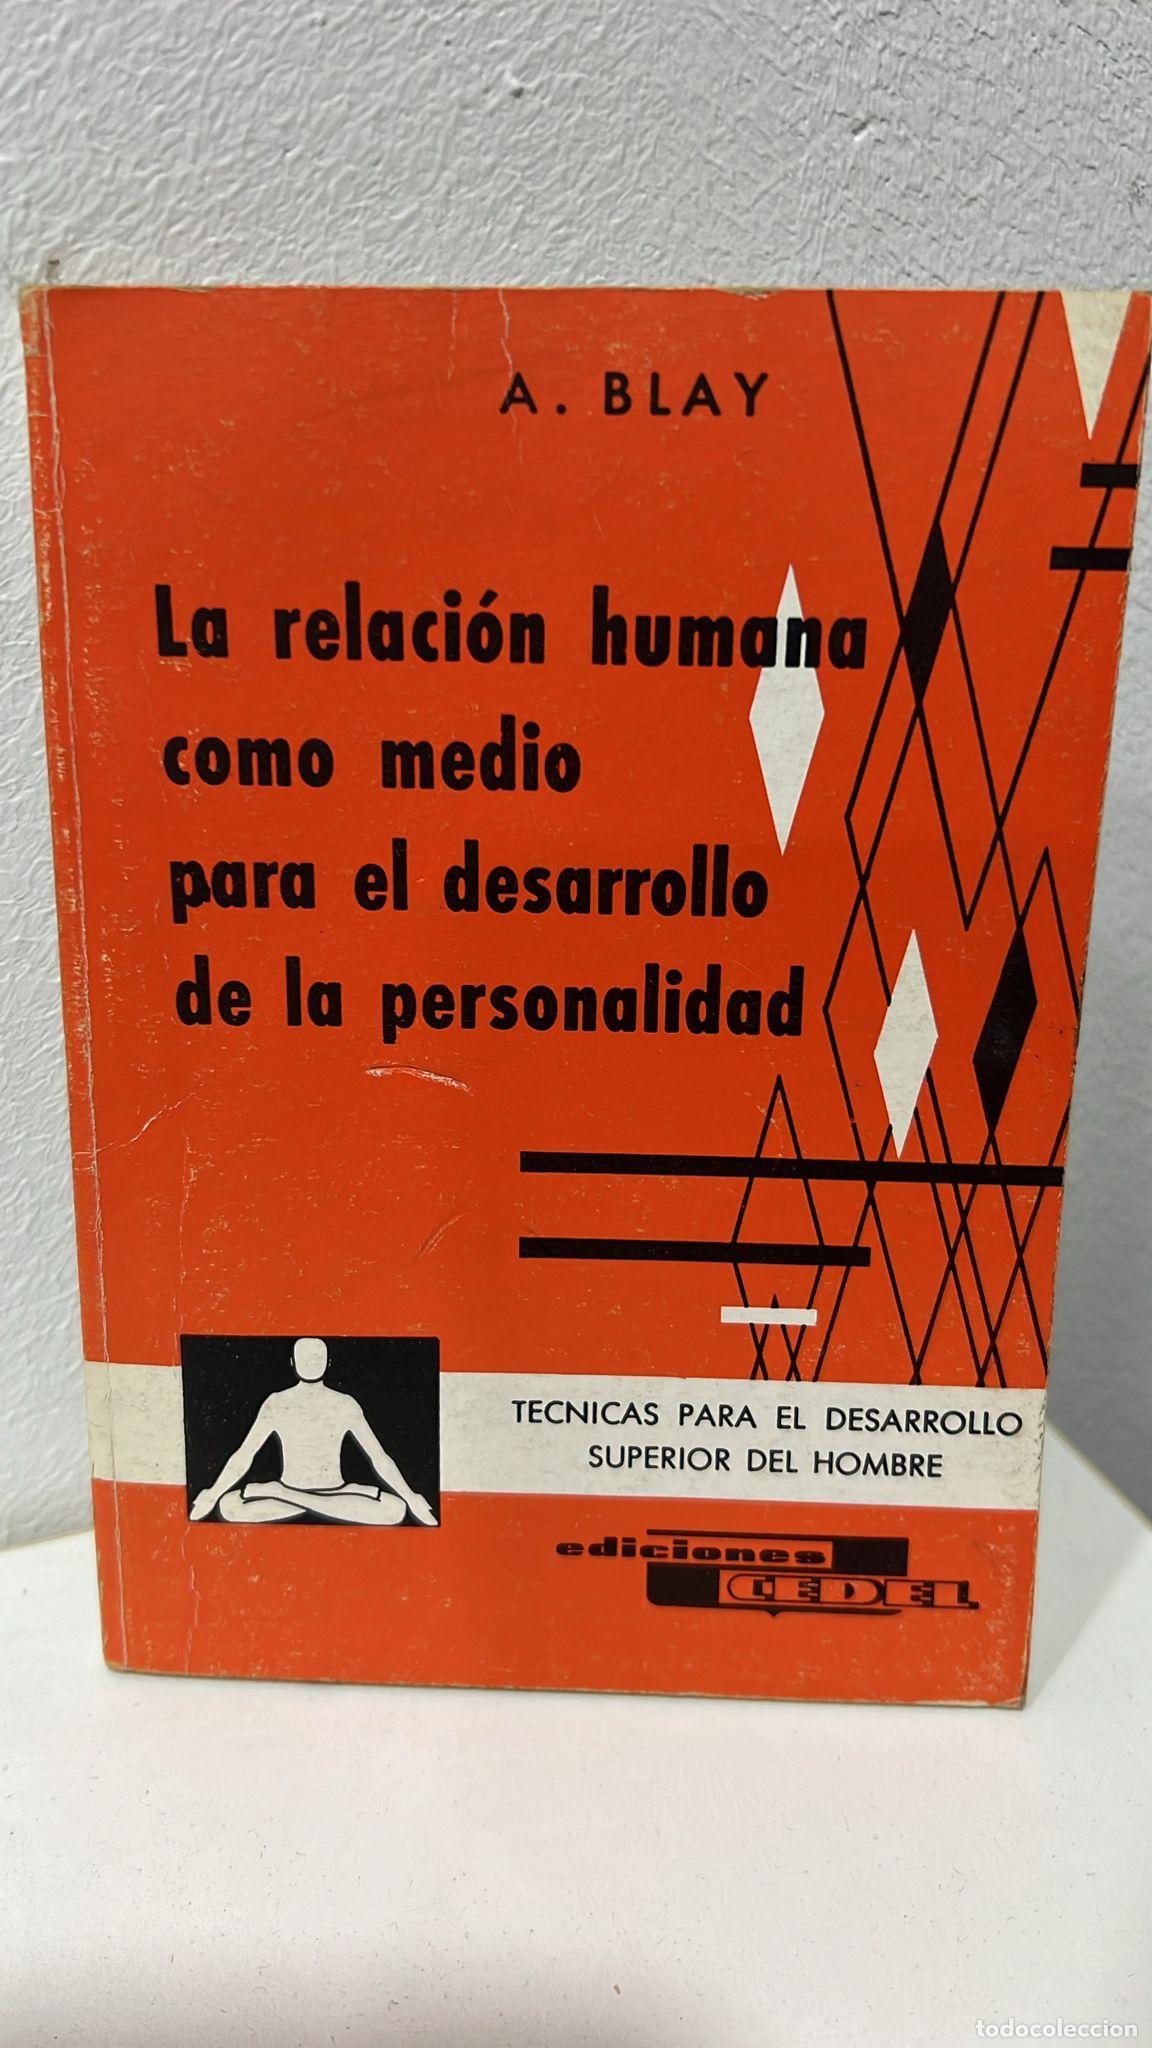 A. BLAY
La relación humana
como medio
para el desarrollo
de la personalidad
TECNICAS PARA EL DESARROLLO
SUPERIOR DEL HOMBRE
ediciones
CEDEL
todocoleccion